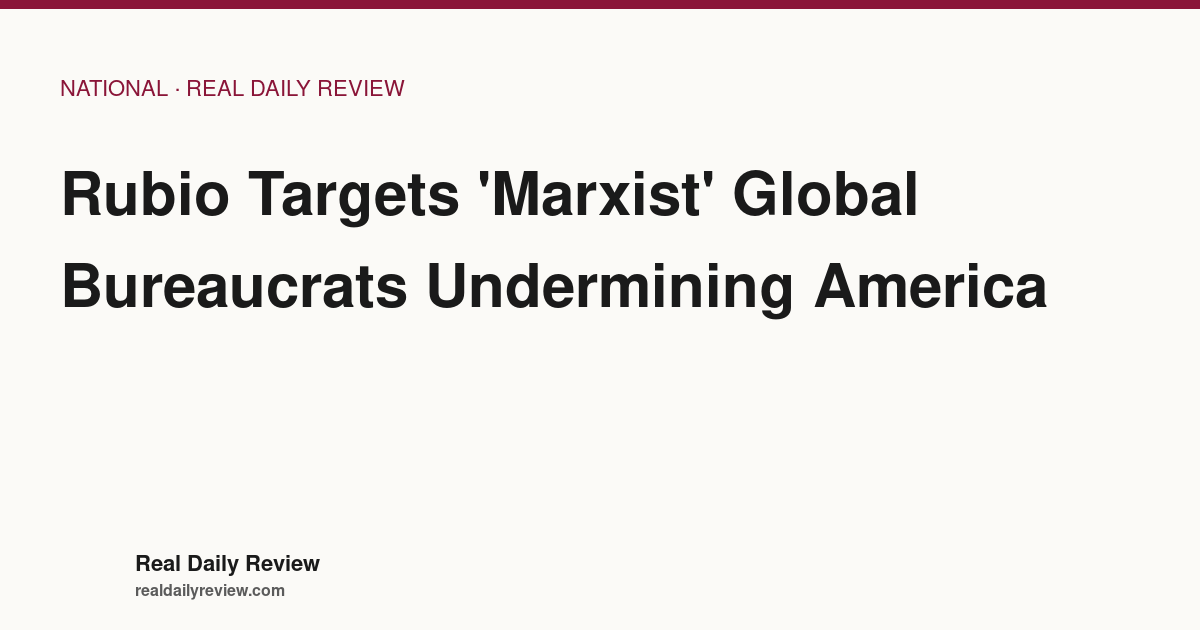 NATIONAL · REAL DAILY REVIEW
Rubio Targets 'Marxist' Global
Bureaucrats Undermining America
Real Daily Review
realdailyreview.com